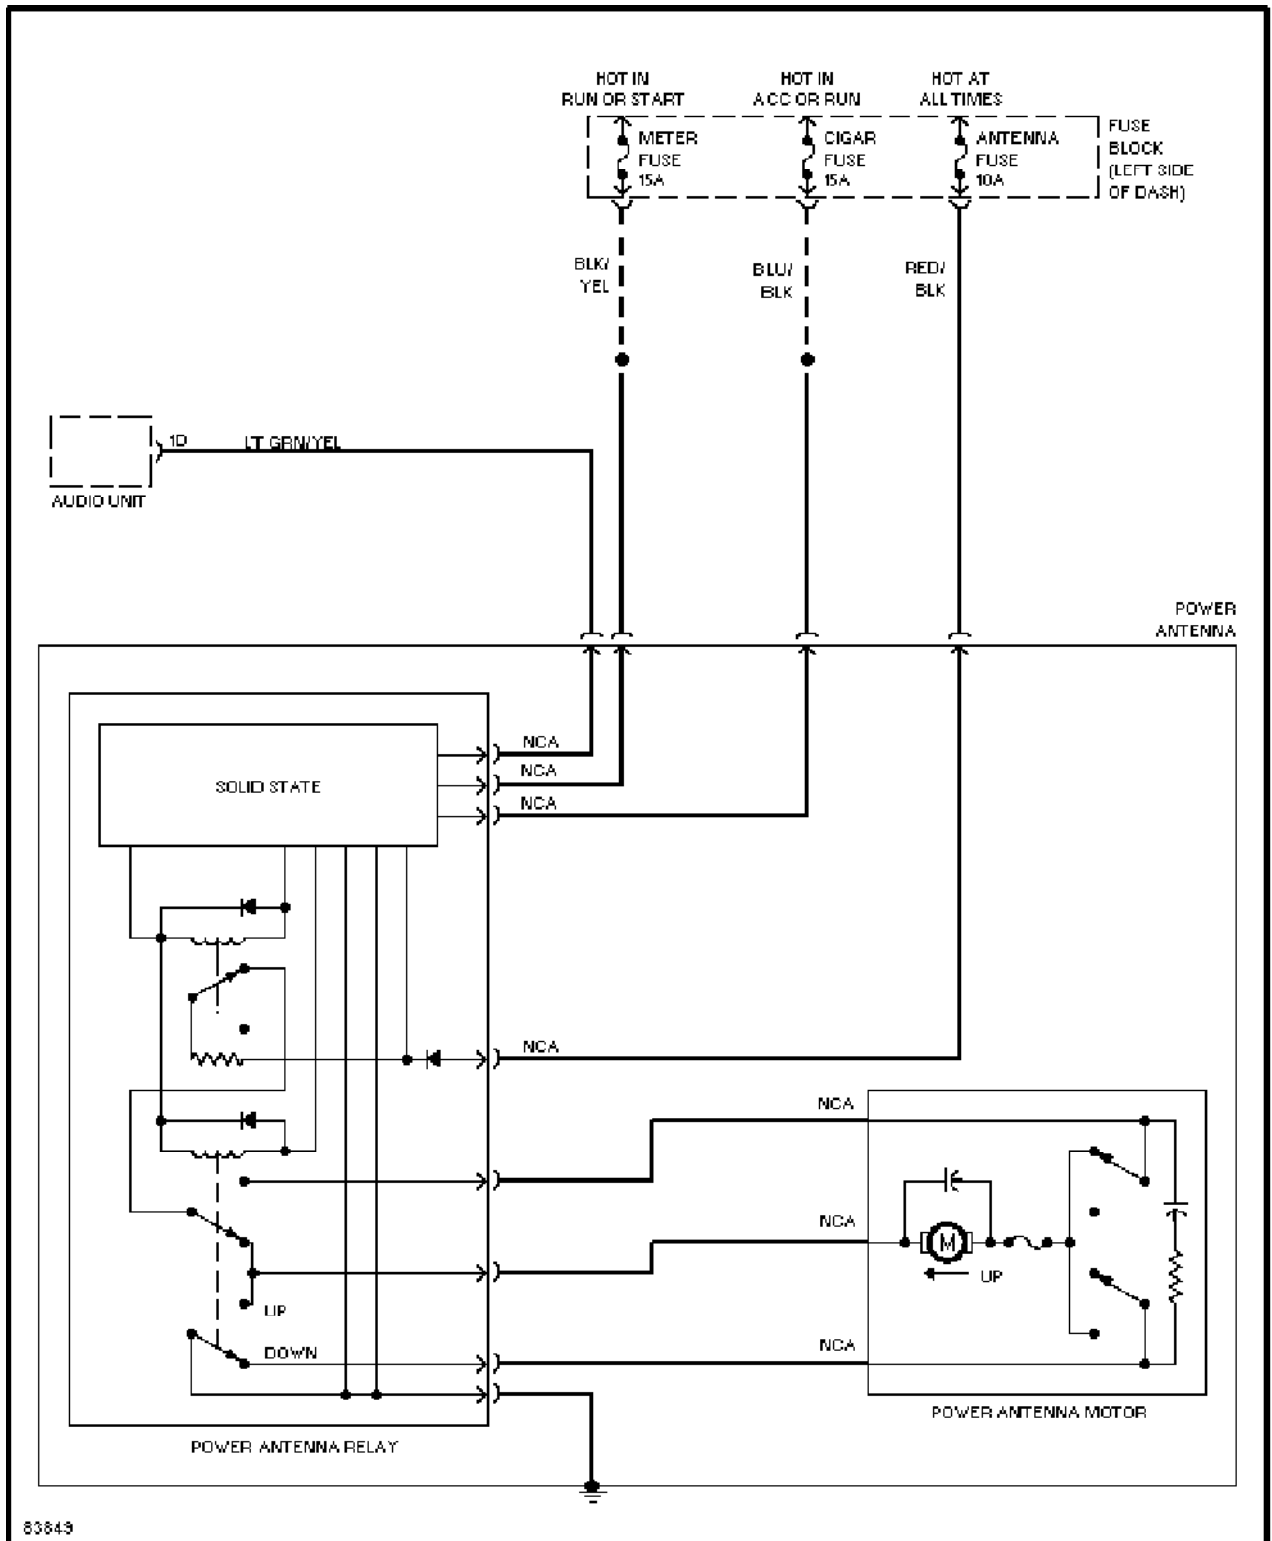 HOT IN
RUN OR START
HOT IN
ACC OR RUN
HOT AT
ALL TIMES
METER
FUSE
15A
CIGAR
FUSE
15A
ANTENNA
FUSE
10A
FUSE
BLOCK
(LEFT SIDE
OF DASH)
BLK/
YEL
BLU/
BLK
RED/
BLK
1D
LT GRN/YEL
AUDIO UNIT
POWER
ANTENNA
NCA
NCA
NCA
SOLID STATE
NCA
NCA
NCA
M
UP
UP
DOWN
NCA
POWER ANTENNA MOTOR
POWER ANTENNA RELAY
83849